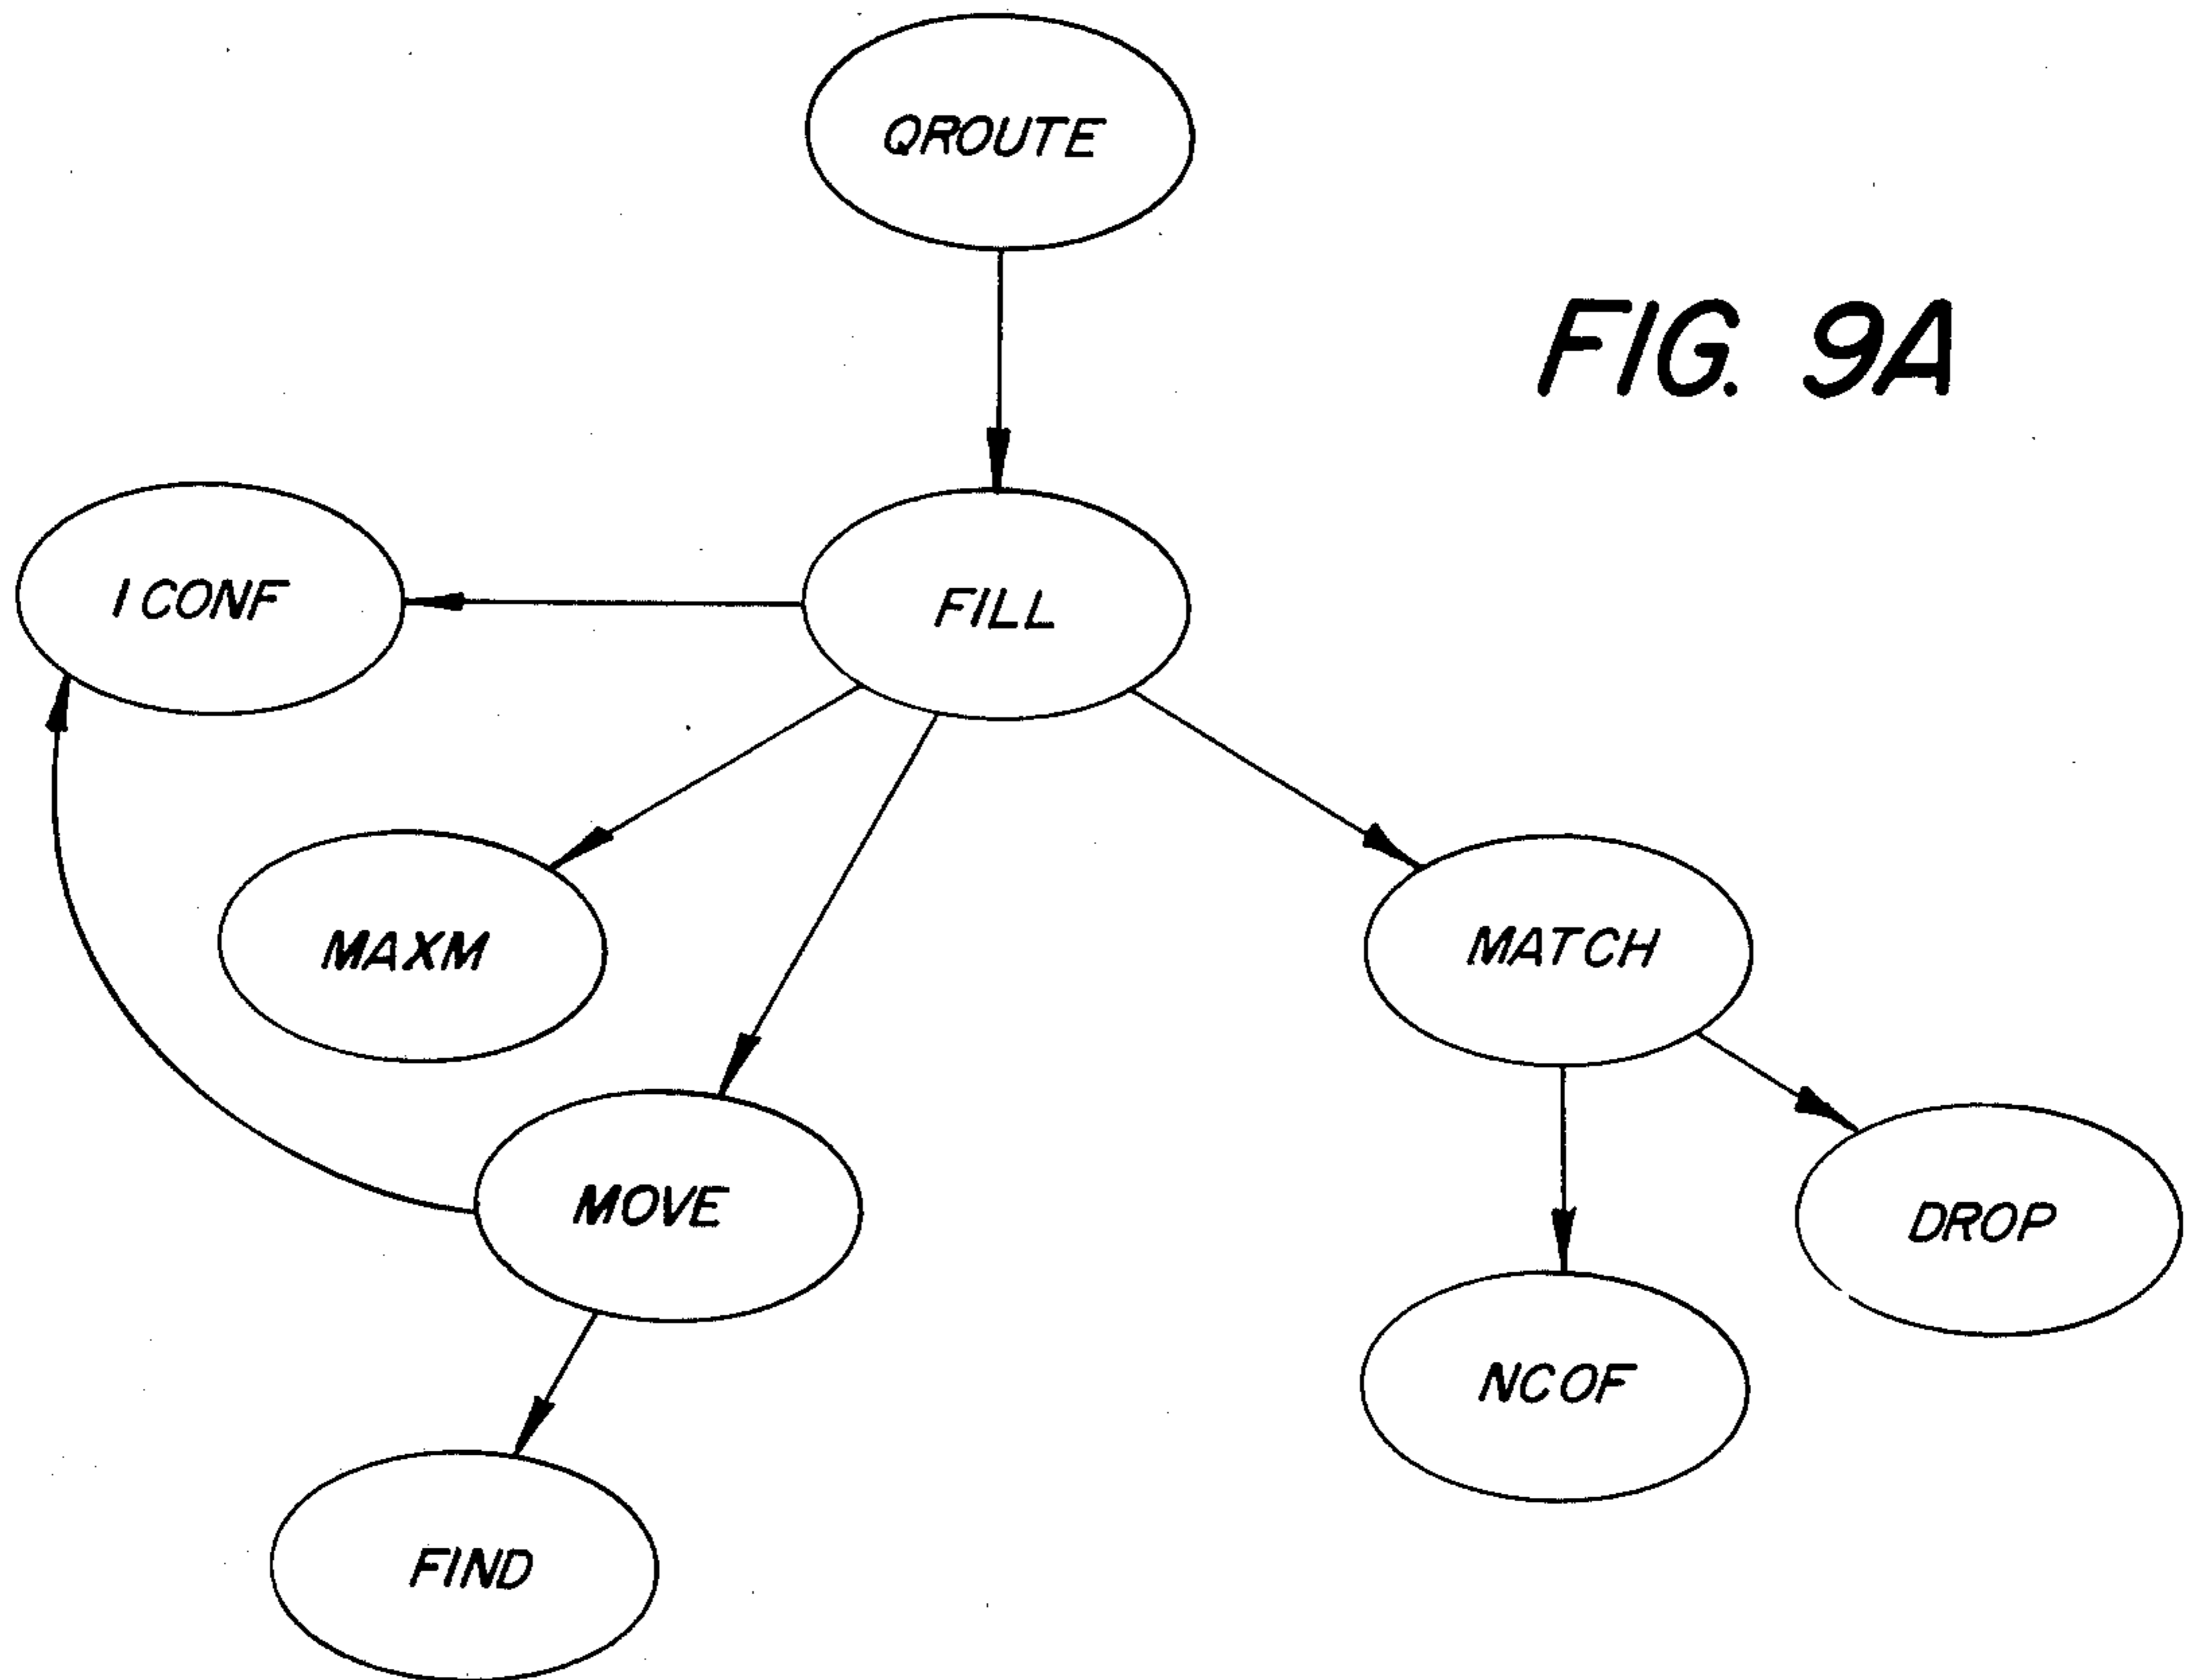 QROUTE
FIG. 9A
I CONF
FILL
MAXM
MATCH
MOVE
DROP
NCOF
FIND